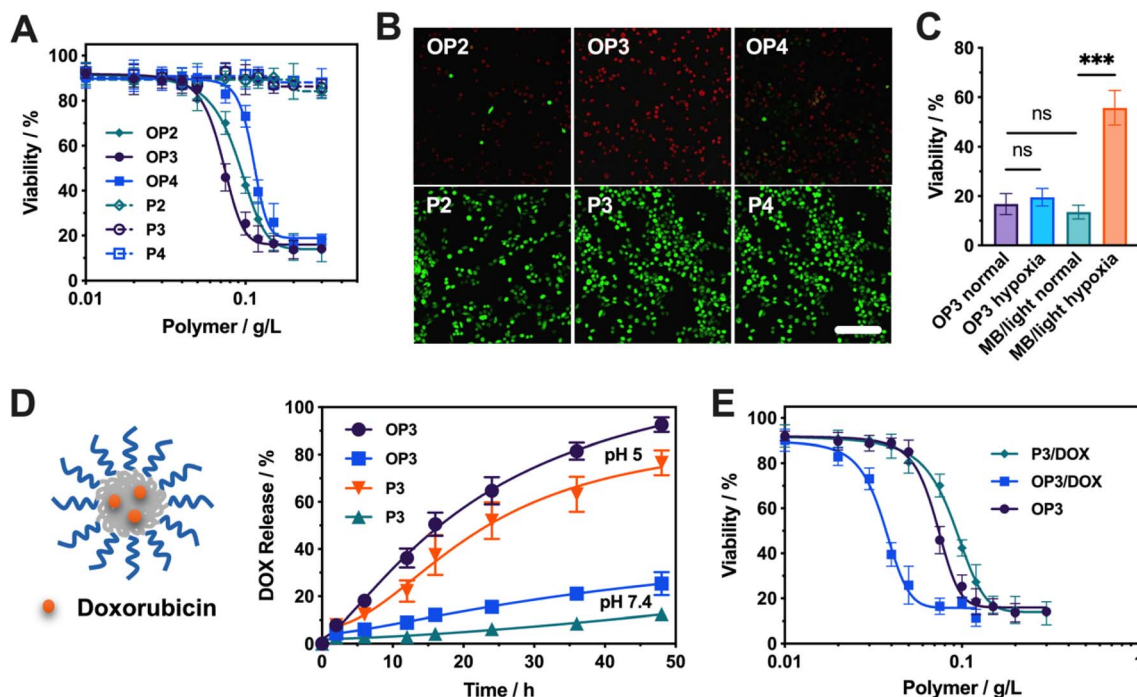 A
100
80
60
40
20
0
Viability / %
OP2
OP3
OP4
P2
P3
P4
0.01
0.1
Polymer / g/L
B
OP2
OP3
OP4
P2
P3
P4
C
80
60
40
20
0
Viability / %
***
ns
ns
OP3 normal
OP3 hypoxia
MB/light normal
MB/light hypoxia
D
Doxorubicin
100
80
60
40
20
0
DOX Release / %
OP3
OP3
P3
P3
pH 5
pH 7.4
0
10
20
30
40
50
Time / h
E
100
80
60
40
20
0
Viability / %
P3/DOX
OP3/DOX
OP3
0.01
0.1
1
Polymer / g/L